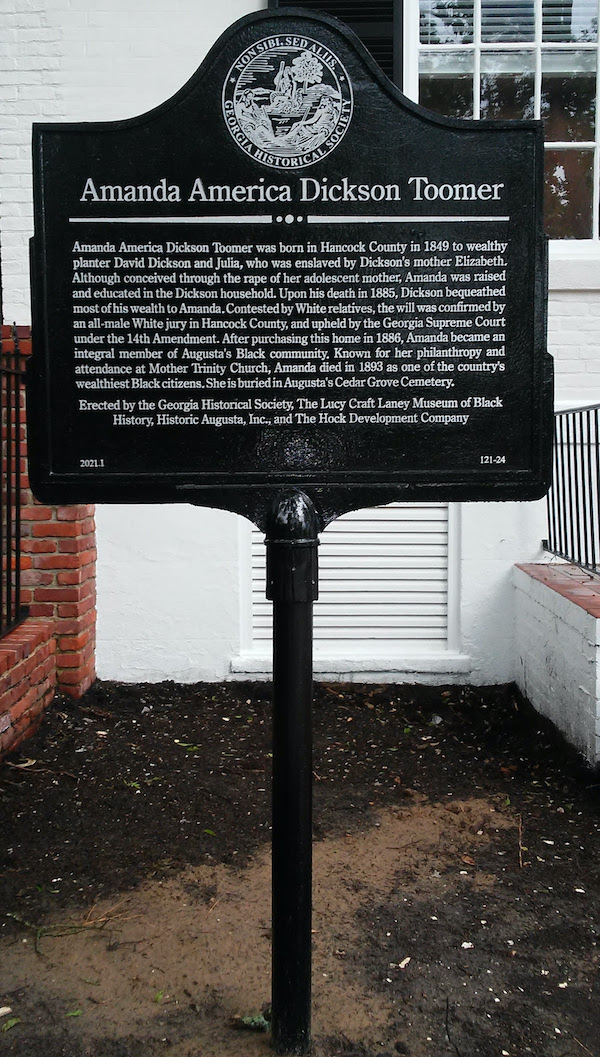 NON SIBI, SED ALIIS.
GEORGIA HISTORICAL SOCIETY
Amanda America Dickson Toomer
Amanda America Dickson Toomer was born in Hancock County in 1849 to wealthy
planter David Dickson and Julia, who was enslaved by Dickson's mother Elizabeth.
Although conceived through the rape of her adolescent mother, Amanda was raised
and educated in the Dickson household. Upon his death in 1885, Dickson bequeathed
most of his wealth to Amanda. Contested by White relatives, the will was confirmed by
an all-male White jury in Hancock County, and upheld by the Georgia Supreme Court
under the 14th Amendment. After purchasing this home in 1886, Amanda became an
integral member of Augusta's Black community. Known for her philanthropy and
attendance at Mother Trinity Church, Amanda died in 1893 as one of the country's
wealthiest Black citizens. She is buried in Augusta's Cedar Grove Cemetery.
Erected by the Georgia Historical Society, The Lucy Craft Laney Museum of Black
History, Historic Augusta, Inc., and The Hock Development Company
2021.1 121-24